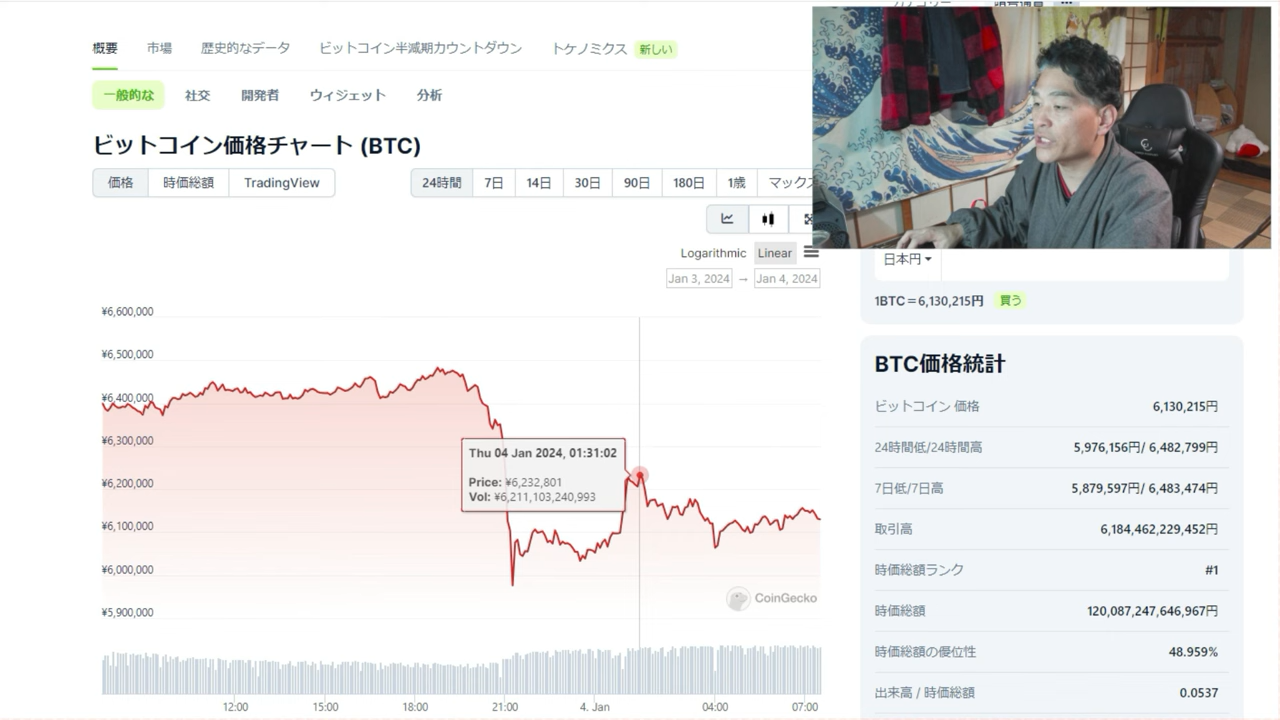 概要 市場 歴史的なデータ ビットコイン半減期カウントダウン トケノミクス 新しい
一般的な 社交 開発者 ウィジェット 分析
ビットコイン価格チャート (BTC)
価格 時価総額 TradingView 24時間 7日 14日 30日 90日 180日 1歳 マックス
Logarithmic Linear
Jan 3, 2024 → Jan 4, 2024
¥6,600,000
¥6,500,000
¥6,400,000
¥6,300,000
¥6,200,000
¥6,100,000
¥6,000,000
¥5,900,000
Thu 04 Jan 2024, 01:31:02
Price: ¥6,232,801
Vol: ¥6,211,103,240,993
CoinGecko
12:00 15:00 18:00 21:00 4. Jan 04:00 07:00
日本円
1BTC＝6,130,215円 買う
BTC価格統計
ビットコイン 価格 6,130,215円
24時間低/24時間高 5,976,156円/ 6,482,799円
7日低/7日高 5,879,597円/ 6,483,474円
取引高 6,184,462,229,452円
時価総額ランク #1
時価総額 120,087,247,646,967円
時価総額の優位性 48.959%
出来高 / 時価総額 0.0537